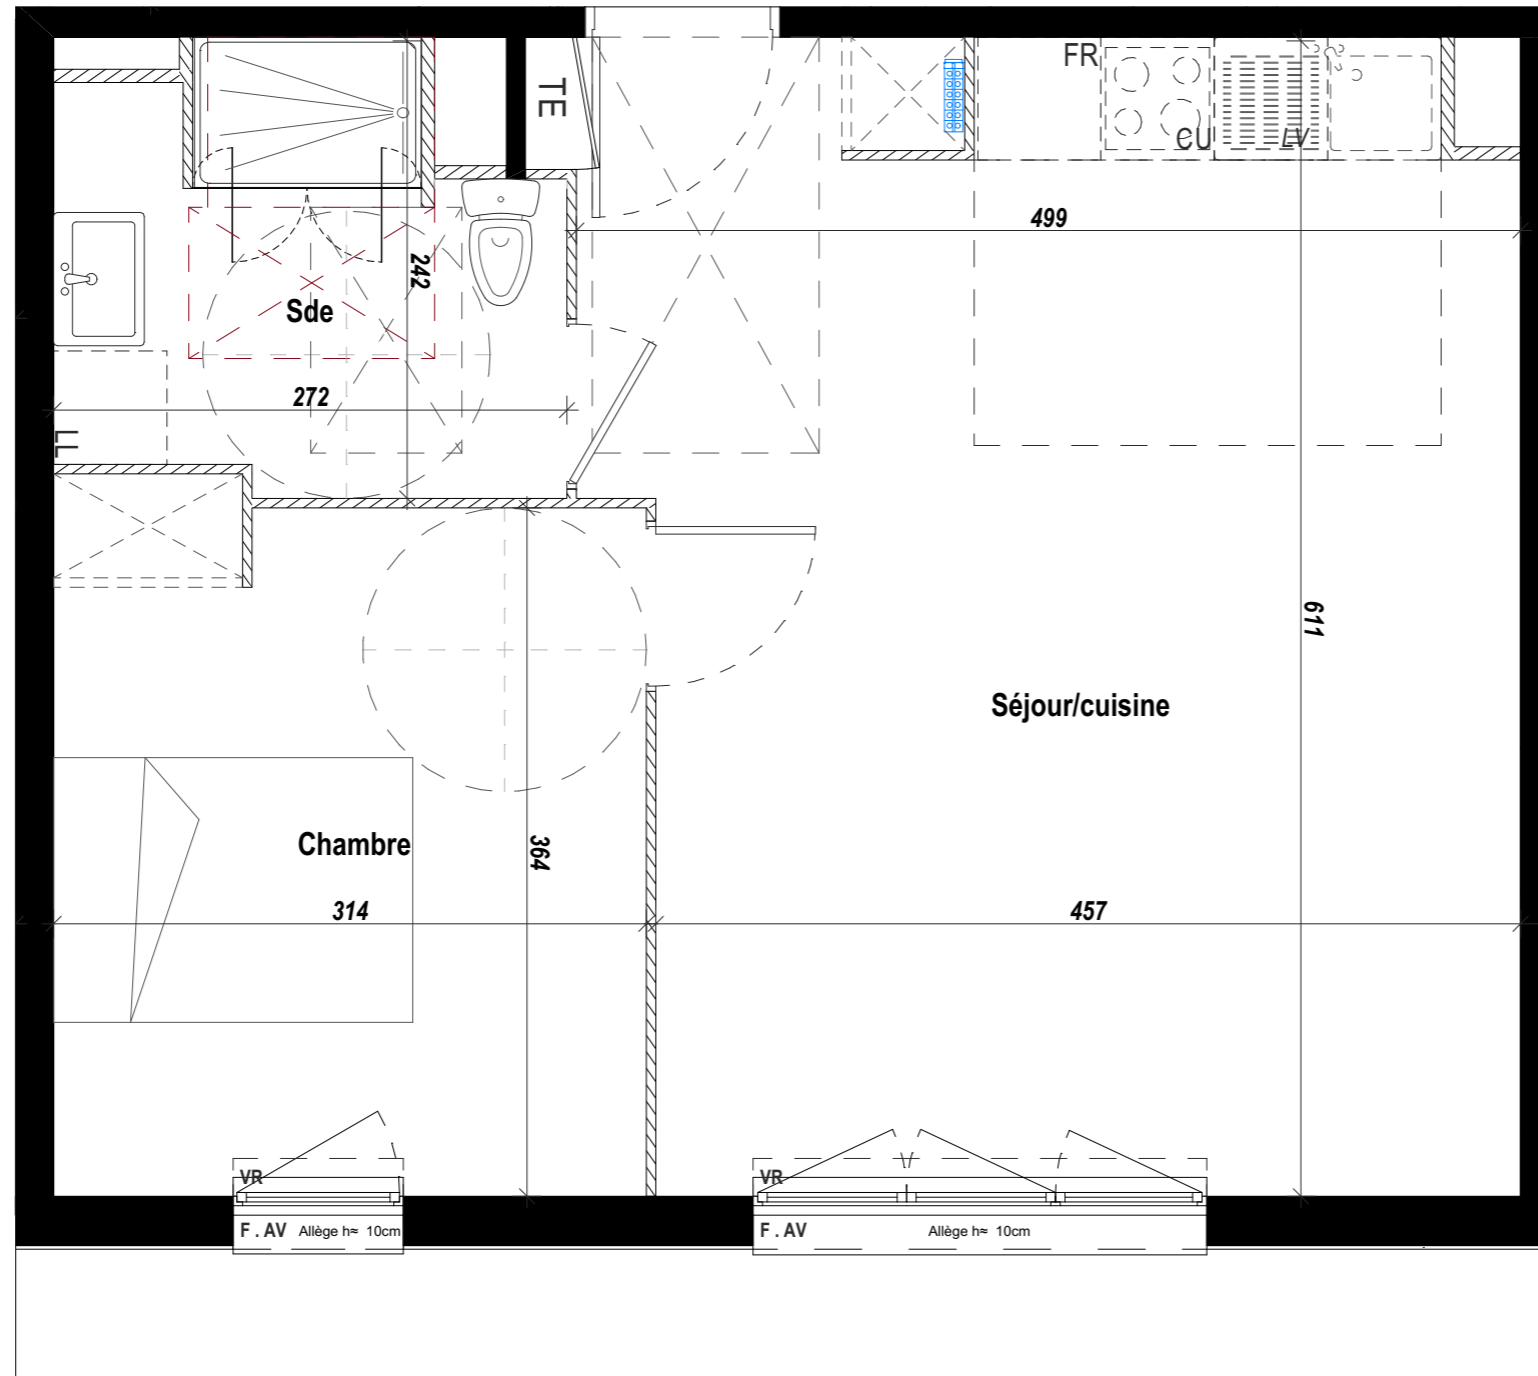 TE
FR
CU
LV
499
242
Sde
272
LL
611
Séjour/cuisine
Chambre
364
314
457
VR
VR
F . AV Allège h≈ 10cm
F . AV Allège h≈ 10cm